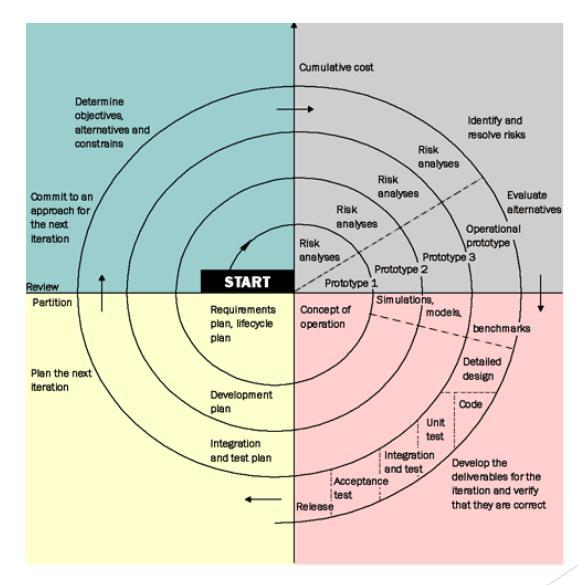 Cumulative cost
Determine
objectives,
alternatives and
constrains
Identify and
resolve risks
Risk
analyses
Risk
analyses
Risk
analyses
Risk
analyses
Commit to an
approach for
the next
iteration
Evaluate
alternatives
Operational
prototype
Prototype 3
Prototype 2
Prototype 1
START
Review
Partition
Simulations,
models,
benchmarks
Requirements
plan, lifecycle
plan
Concept of
operation
Plan the next
iteration
Development
plan
Integration
and test plan
Detailed
design
Code
Unit
test
Integration
and test
Acceptance
test
Release
Develop the
deliverables for the
iteration and verify
that they are correct